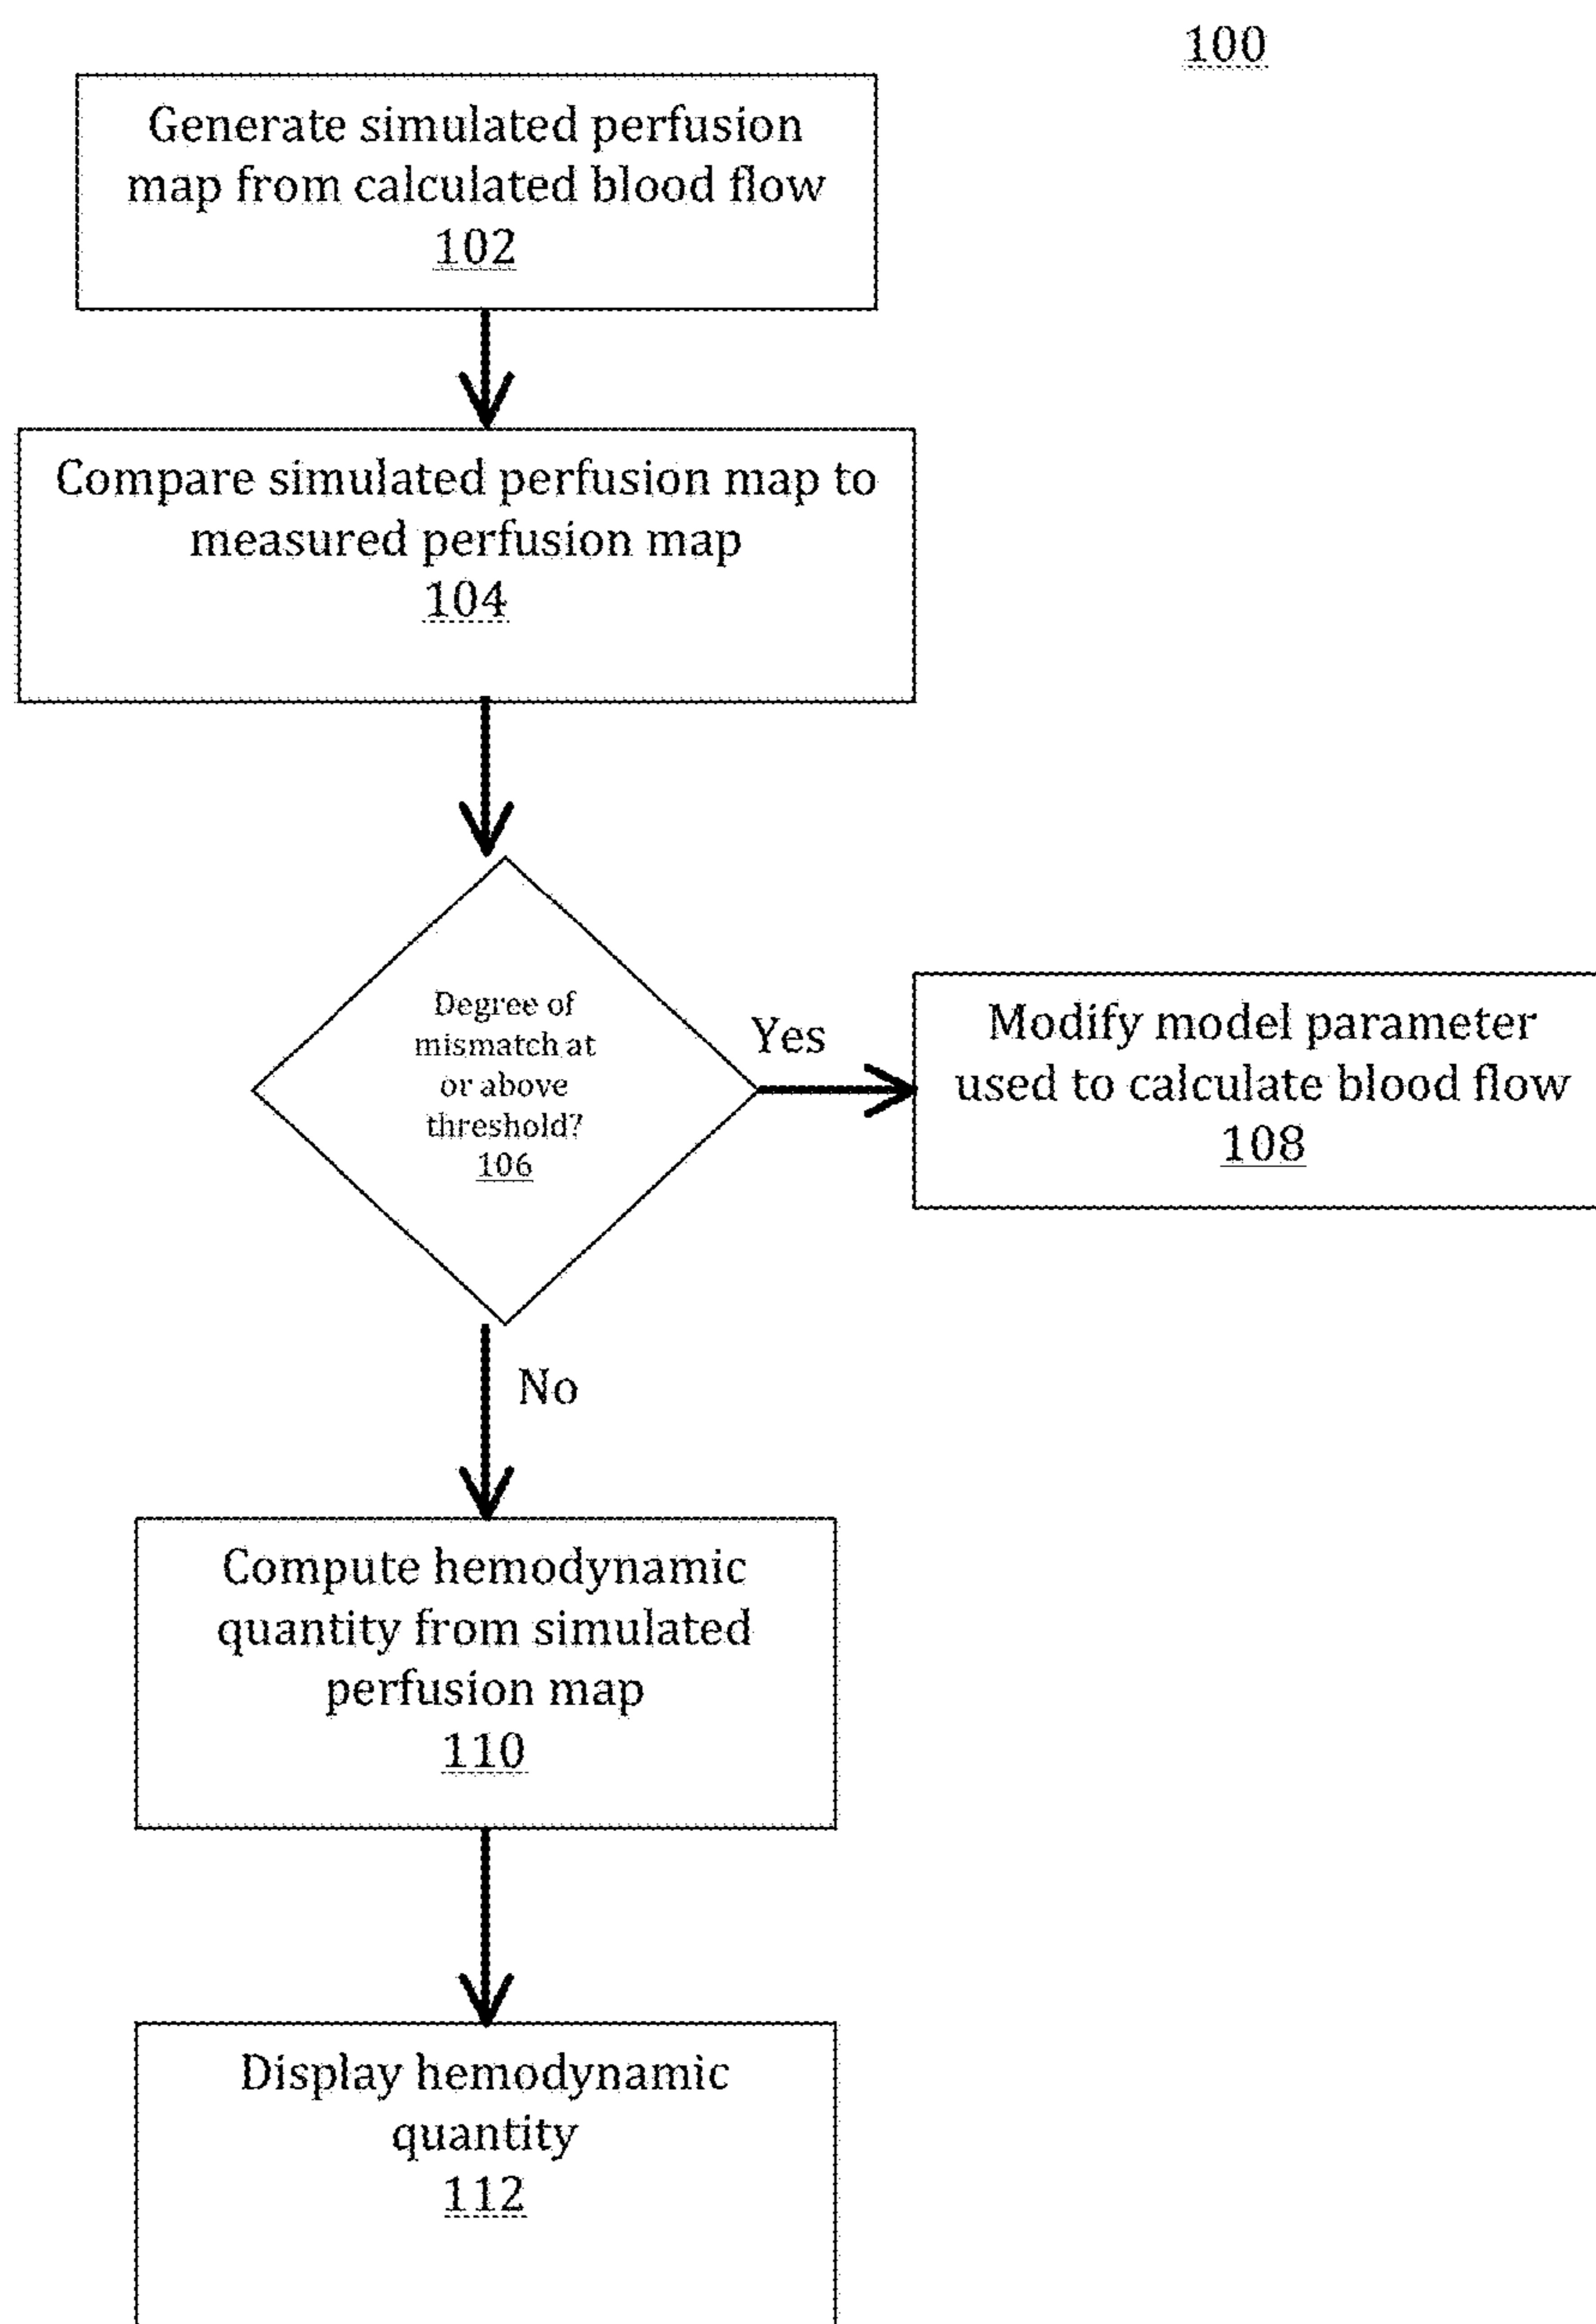 100
Generate simulated perfusion
map from calculated blood flow
102
Compare simulated perfusion map to
measured perfusion map
104
Degree of
mismatch at
or above
threshold?
106
Yes
Modify model parameter
used to calculate blood flow
108
No
Compute hemodynamic
quantity from simulated
perfusion map
110
Display hemodynamic
quantity
112